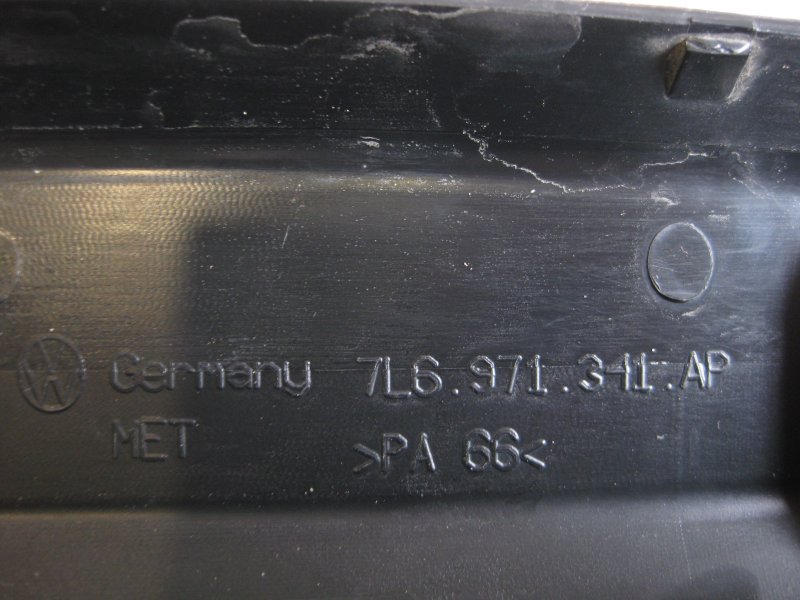 Germany 7L6.971.341.AP
MET >PA 66<